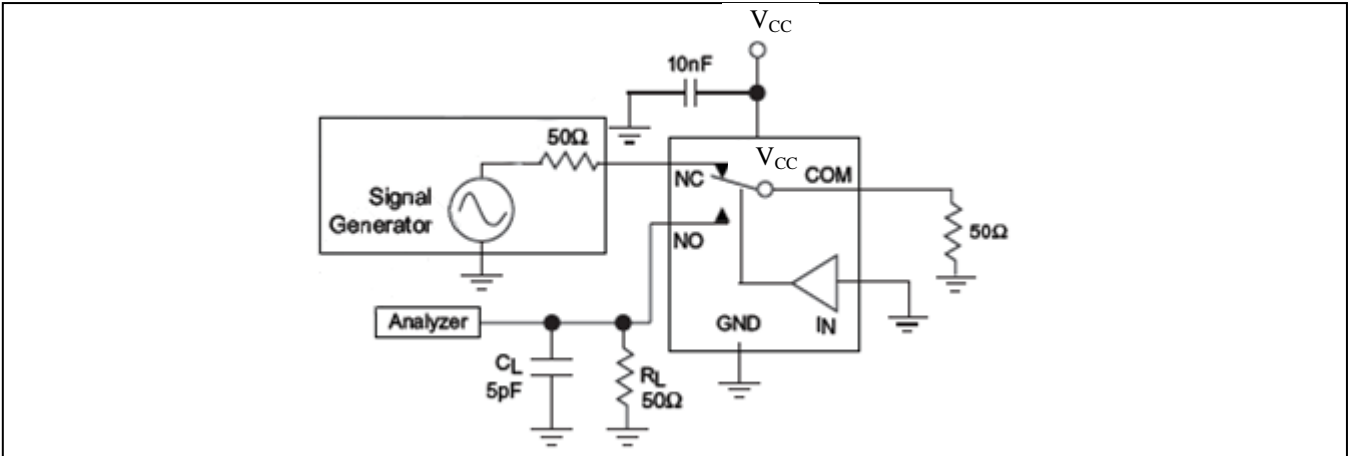 V_CC
10nF
50Ω
V_CC
NC
COM
Signal
Generator
NO
50Ω
Analyzer
GND
IN
C_L
5pF
R_L
50Ω